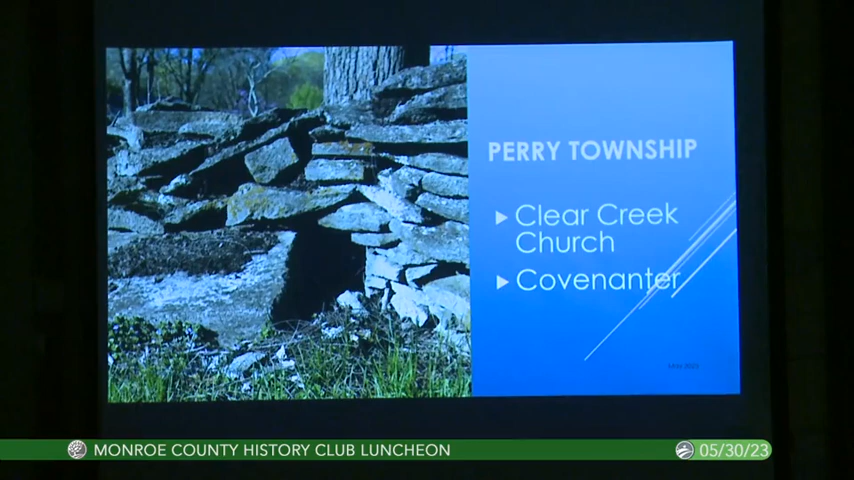 PERRY TOWNSHIP
Clear Creek
Church
Covenanter
MONROE COUNTY HISTORY CLUB LUNCHEON
05/30/23